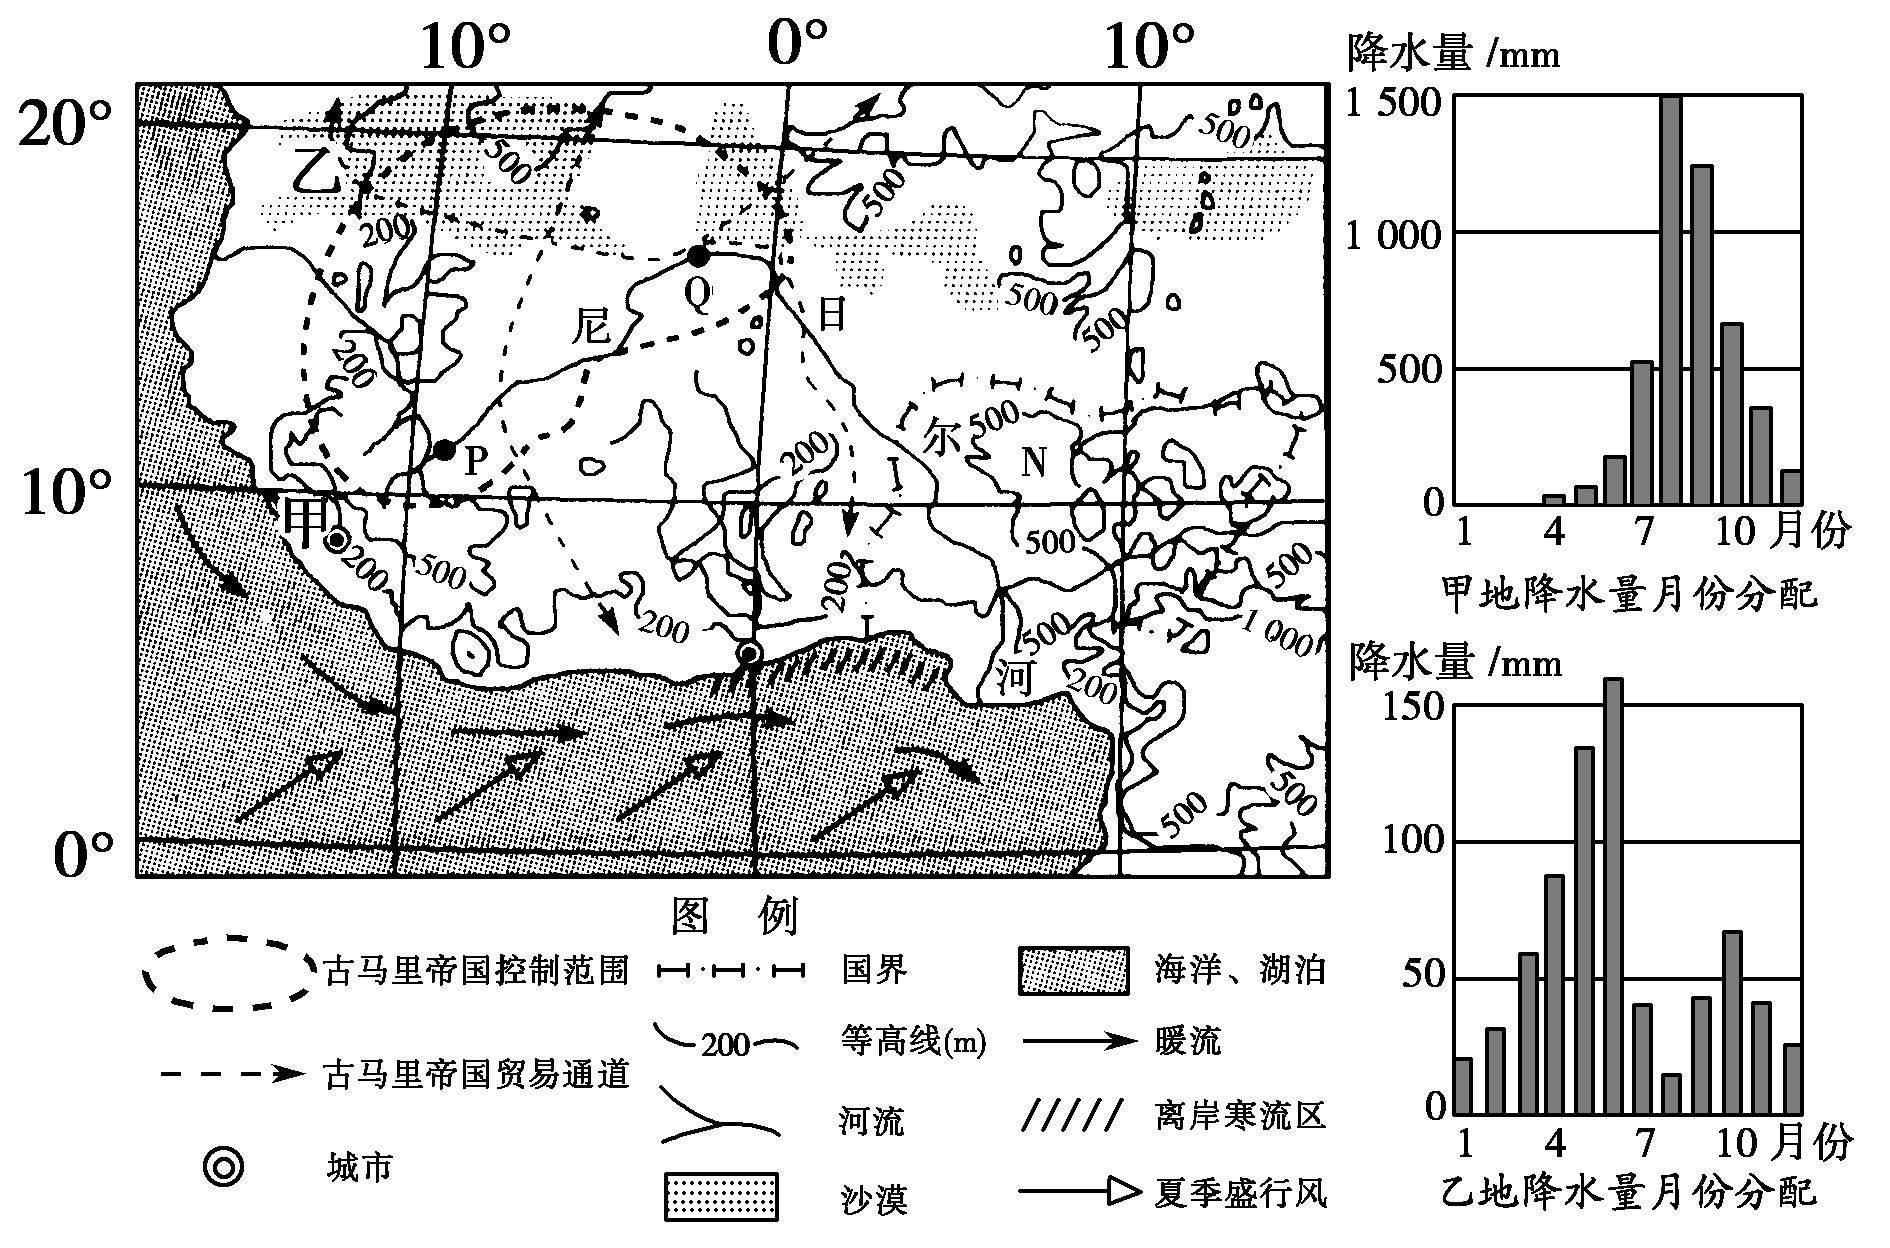 10° 0° 10°
20°
10°
0°
乙
500
500
500
200
Q
尼
日
500
500
200
P
200
尔
500
N
甲
200
500
200
200
500
500
1 000
500
河
200
500
500
图 例
古马里帝国控制范围
国界
海洋、湖泊
古马里帝国贸易通道
200
等高线(m)
暖流
河流
离岸寒流区
城市
沙漠
夏季盛行风
降水量 /mm
1 500
1 000
500
0
1 4 7 10 月份
甲地降水量月份分配
降水量 /mm
150
100
50
0
1 4 7 10 月份
乙地降水量月份分配